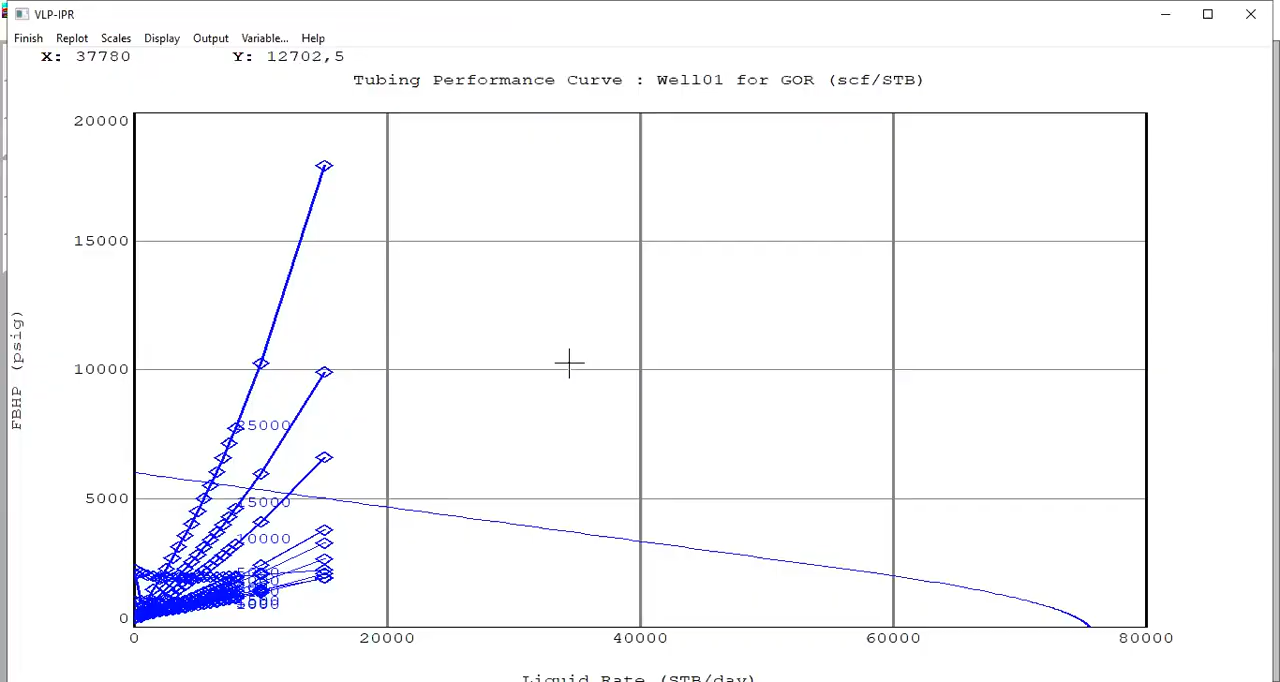 VLP-IPR
Finish Replot Scales Display Output Variable... Help
X: 37780 Y: 12702,5
Tubing Performance Curve : Well01 for GOR (scf/STB)
20000
15000
10000
5000
0
FBHP (psig)
25000
15000
10000
0 20000 40000 60000 80000
Liquid Rate (STB/day)